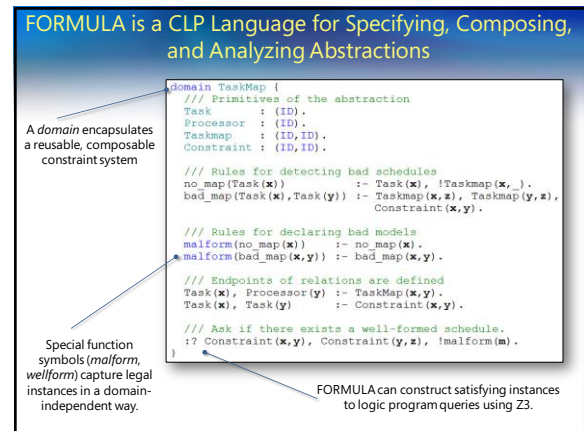 FORMULA is a CLP Language for Specifying, Composing,
and Analyzing Abstractions
domain TaskMap {
/// Primitives of the abstraction
Task : (ID).
Processor : (ID).
Taskmap : (ID,ID).
Constraint : (ID,ID).
/// Rules for detecting bad schedules
no_map(Task(x)) :- Task(x), !Taskmap(x,_).
bad_map(Task(x),Task(y)) :- Taskmap(x,z), Taskmap(y,z),
Constraint(x,y).
/// Rules for declaring bad models
malform(no_map(x)) :- no_map(x).
malform(bad_map(x,y)) :- bad_map(x,y).
/// Endpoints of relations are defined
Task(x), Processor(y) :- TaskMap(x,y).
Task(x), Task(y) :- Constraint(x,y).
/// Ask if there exists a well-formed schedule.
:? Constraint(x,y), Constraint(y,z), !malform(m).
}
A domain encapsulates
a reusable, composable
constraint system
Special function
symbols (malform,
wellform) capture legal
instances in a domain-
independent way.
FORMULA can construct satisfying instances
to logic program queries using Z3.